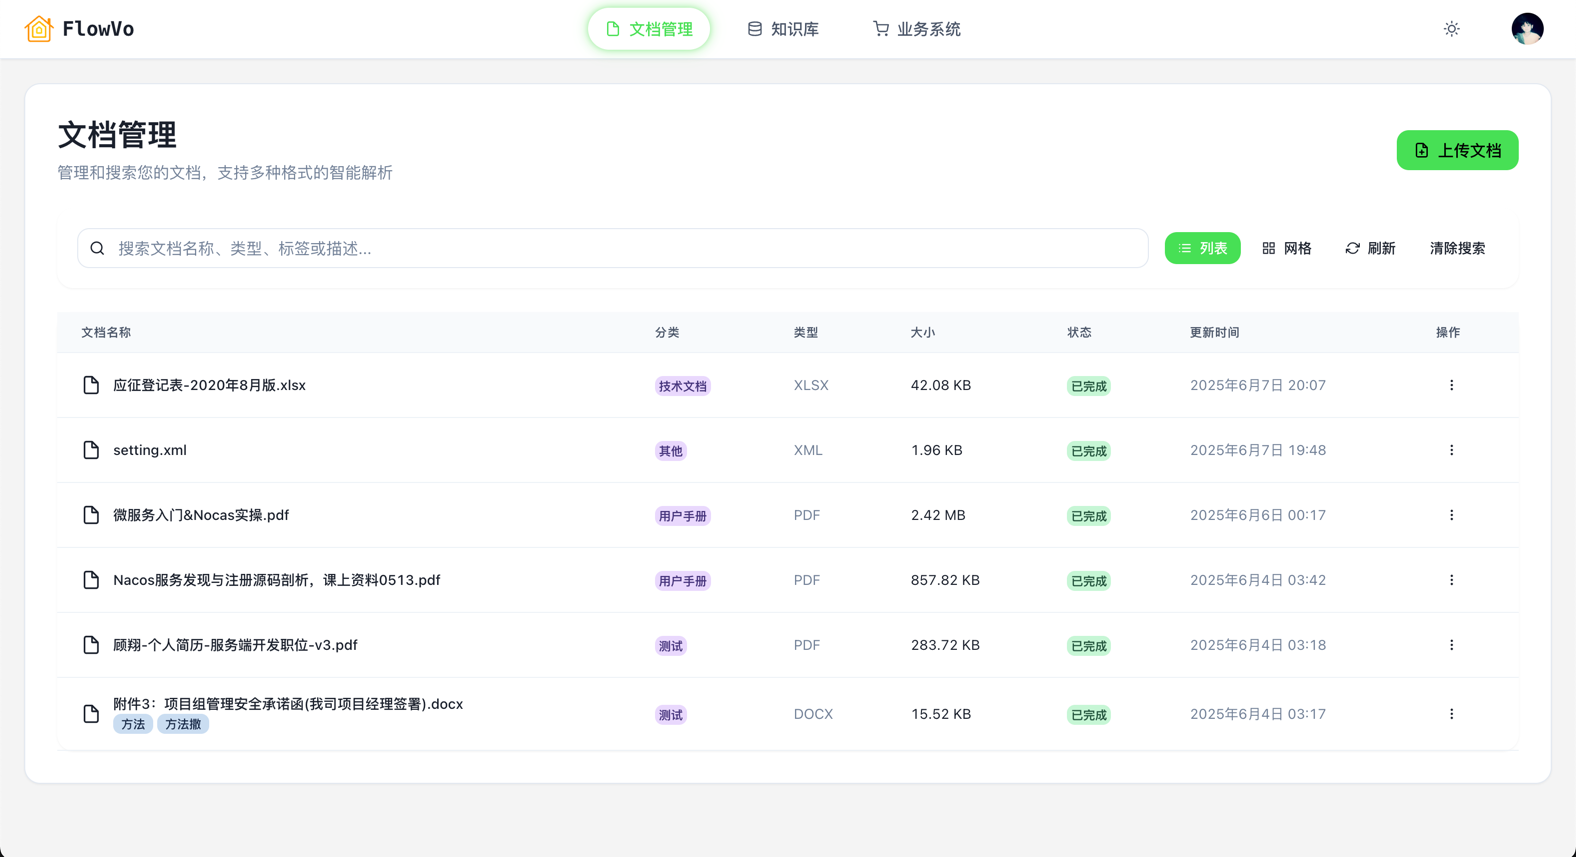 FlowVo
文档管理
知识库
业务系统
文档管理
管理和搜索您的文档，支持多种格式的智能解析
上传文档
搜索文档名称、类型、标签或描述...
列表
网格
刷新
清除搜索
文档名称 分类 类型 大小 状态 更新时间 操作
应征登记表-2020年8月版.xlsx 技术文档 XLSX 42.08 KB 已完成 2025年6月7日 20:07
setting.xml 其他 XML 1.96 KB 已完成 2025年6月7日 19:48
微服务入门&Nocas实操.pdf 用户手册 PDF 2.42 MB 已完成 2025年6月6日 00:17
Nacos服务发现与注册源码剖析，课上资料0513.pdf 用户手册 PDF 857.82 KB 已完成 2025年6月4日 03:42
顾翔-个人简历-服务端开发职位-v3.pdf 测试 PDF 283.72 KB 已完成 2025年6月4日 03:18
附件3：项目组管理安全承诺函(我司项目经理签署).docx 测试 DOCX 15.52 KB 已完成 2025年6月4日 03:17
方法 方法撒